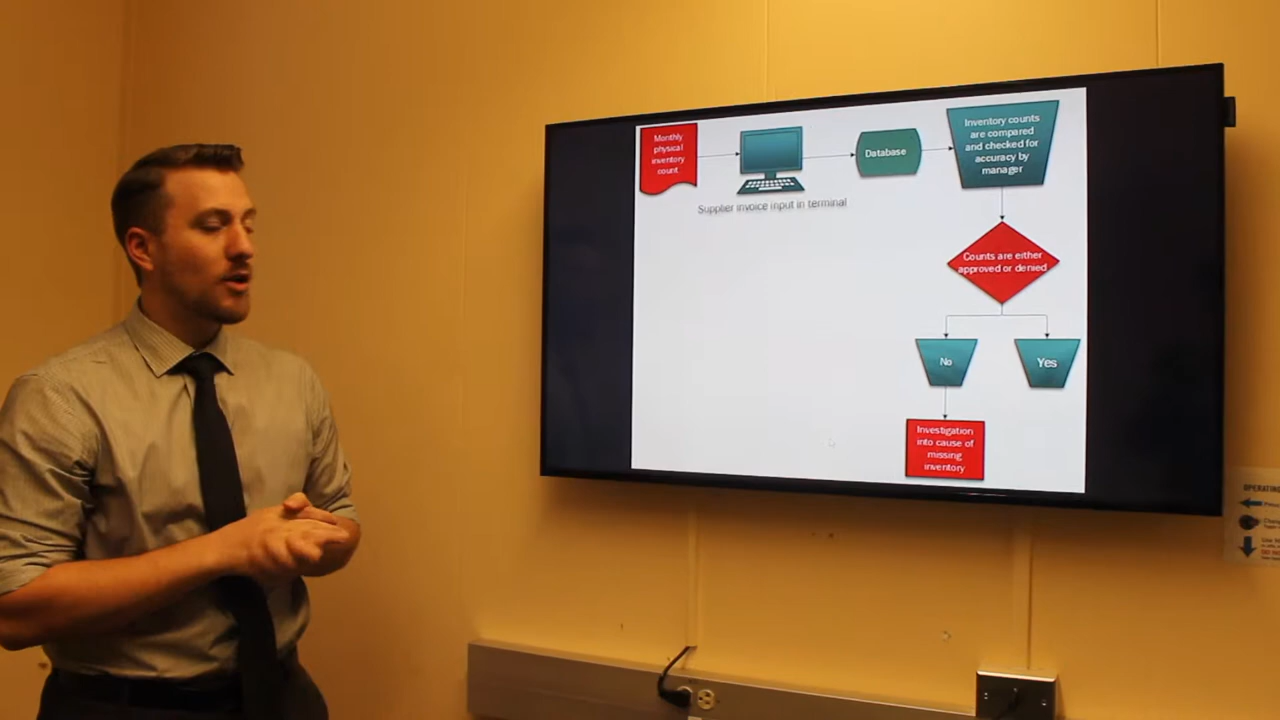 Monthly
physical
inventory
count
Supplier invoice input in terminal
Database
Inventory counts
are compared
and checked for
accuracy by
manager
Counts are either
approved or denied
No
Yes
Investigation
into cause of
missing
inventory
OPERATING